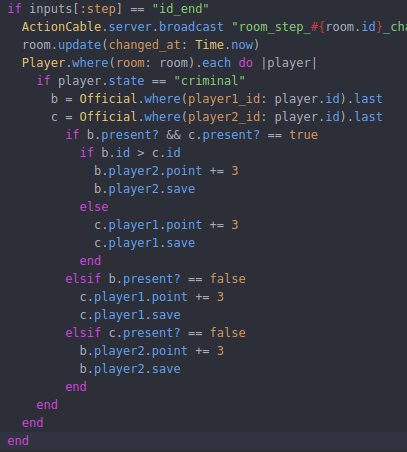 if inputs[:step] == "id_end"
  ActionCable.server.broadcast "room_step_#{room.id}_cha
  room.update(changed_at: Time.now)
  Player.where(room: room).each do |player|
    if player.state == "criminal"
      b = Official.where(player1_id: player.id).last
      c = Official.where(player2_id: player.id).last
        if b.present? && c.present? == true
          if b.id > c.id
            b.player2.point += 3
            b.player2.save
          else
            c.player1.point += 3
            c.player1.save
          end
        elsif b.present? == false
          c.player1.point += 3
          c.player1.save
        elsif c.present? == false
          b.player2.point += 3
          b.player2.save
        end
    end
  end
end